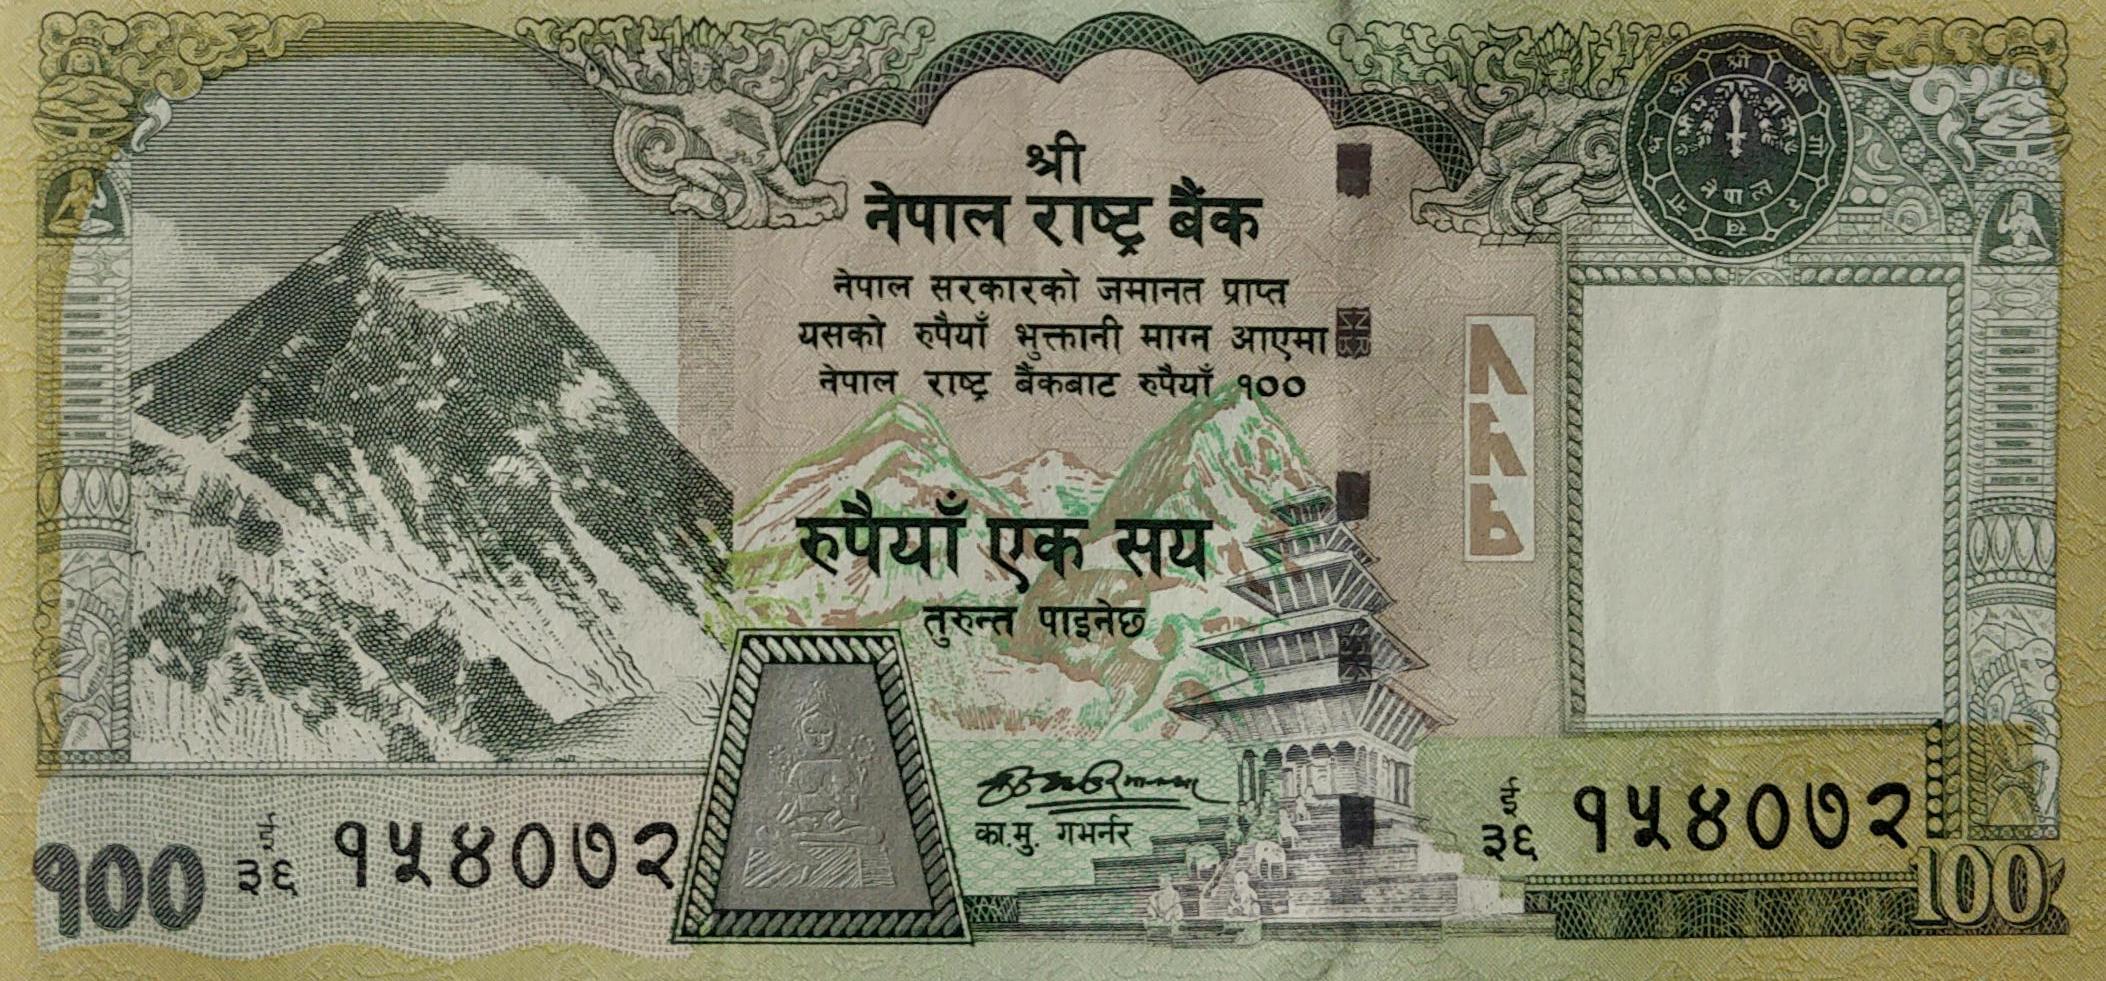 श्री
नेपाल राष्ट्र बैंक
नेपाल सरकारको जमानत प्राप्त
यसको रुपैयाँ भुक्तानी माग्न आएमा
नेपाल राष्ट्र बैंकबाट रुपैयाँ १००
रुपैयाँ एक सय
तुरुन्त पाइनेछ
का.मु. गभर्नर
नेपाल
ई
३६ १५४०७२
ई
३६ १५४०७२
१००
100